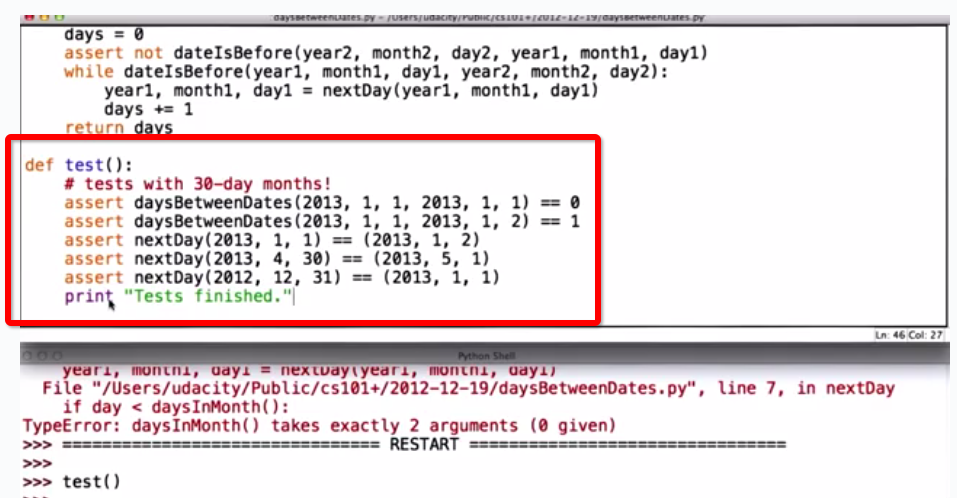 daysBetweenDates.py - /Users/udacity/Public/cs101+/2012-12-19/daysBetweenDates.py
days = 0
assert not dateIsBefore(year2, month2, day2, year1, month1, day1)
while dateIsBefore(year1, month1, day1, year2, month2, day2):
year1, month1, day1 = nextDay(year1, month1, day1)
days += 1
return days
def test():
# tests with 30-day months!
assert daysBetweenDates(2013, 1, 1, 2013, 1, 1) == 0
assert daysBetweenDates(2013, 1, 1, 2013, 1, 2) == 1
assert nextDay(2013, 1, 1) == (2013, 1, 2)
assert nextDay(2013, 4, 30) == (2013, 5, 1)
assert nextDay(2012, 12, 31) == (2013, 1, 1)
print "Tests finished."
Ln: 46 Col: 27
Python Shell
year1, month1, day1 = nextDay(year1, month1, day1)
File "/Users/udacity/Public/cs101+/2012-12-19/daysBetweenDates.py", line 7, in nextDay
if day < daysInMonth():
TypeError: daysInMonth() takes exactly 2 arguments (0 given)
>>> ================================ RESTART ================================
>>>
>>> test()
>>>